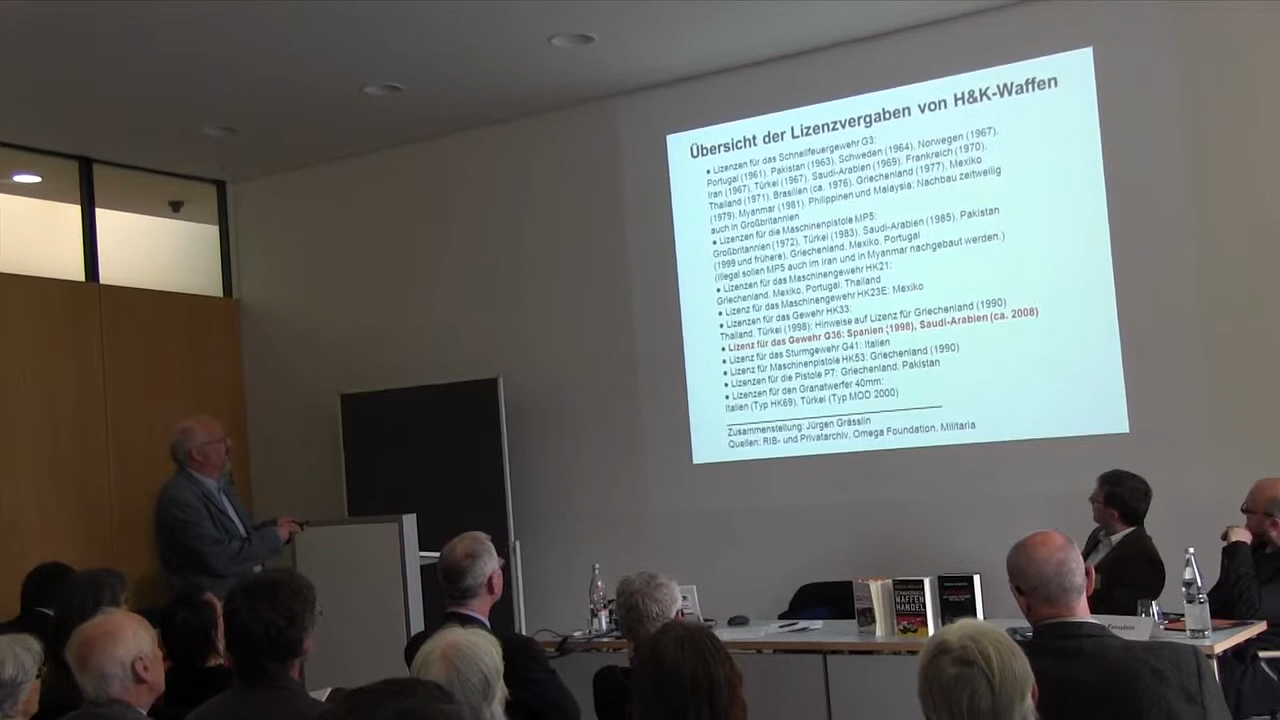 Übersicht der Lizenzvergaben von H&K-Waffen
● Lizenzen für das Schnellfeuergewehr G3:
Portugal (1961), Pakistan (1963), Schweden (1964), Norwegen (1967),
Iran (1967), Türkei (1967), Saudi-Arabien (1969), Frankreich (1970),
Thailand (1971), Brasilien (ca. 1976), Griechenland (1977), Mexiko
(1979), Myanmar (1981), Philippinen und Malaysia; Nachbau zeitweilig
auch in Großbritannien
● Lizenzen für die Maschinenpistole MP5:
Großbritannien (1972), Türkei (1983), Saudi-Arabien (1985), Pakistan
(1999 und frühere), Griechenland, Mexiko, Portugal
(Illegal sollen MP5 auch im Iran und in Myanmar nachgebaut werden.)
● Lizenzen für das Maschinengewehr HK21:
Griechenland, Mexiko, Portugal, Thailand
● Lizenz für das Maschinengewehr HK23E: Mexiko
● Lizenzen für das Gewehr HK33:
Thailand, Türkei (1998); Hinweise auf Lizenz für Griechenland (1990)
● Lizenz für das Gewehr G36: Spanien (1998), Saudi-Arabien (ca. 2008)
● Lizenz für das Sturmgewehr G41: Italien
● Lizenz für Maschinenpistole HK53: Griechenland (1990)
● Lizenzen für die Pistole P7: Griechenland, Pakistan
● Lizenzen für den Granatwerfer 40mm:
Italien (Typ HK69), Türkei (Typ MOD 2000)
Zusammenstellung: Jürgen Grässlin
Quellen: RIB- und Privatarchiv, Omega Foundation, Militaria
SCHWARZBUCH
WAFFEN
HANDEL